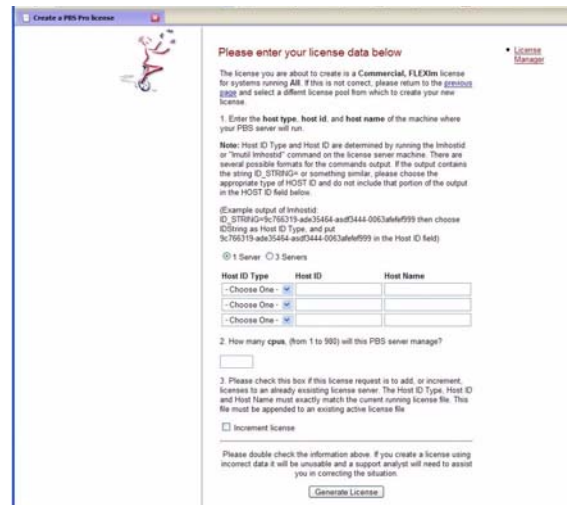 Create a PBS Pro license
Please enter your license data below
License
Manager
The license you are about to create is a Commercial, FLEXlm license
for systems running All. If this is not correct, please return to the previous
page and select a differnt license pool from which to create your new
license.
1. Enter the host type, host id, and host name of the machine where
your PBS server will run.
Note: Host ID Type and Host ID are determined by running the lmhostid
or "lmutil lmhostid" command on the license server machine. There are
several possible formats for the commands output. If the output contains
the string ID_STRING= or something similar, please choose the
appropriate type of HOST ID and do not include that portion of the output
in the HOST ID field below.
(Example output of lmhostid:
ID_STRING=9c766319-ade35464-asdf3444-0063afefef999 then choose
IDString as Host ID Type, and put
9c766319-ade35464-asdf3444-0063afefef999 in the Host ID field)
1 Server 3 Servers
Host ID Type Host ID Host Name
- Choose One -
- Choose One -
- Choose One -
2. How many cpus, (from 1 to 900) will this PBS server manage?
3. Please check this box if this license request is to add, or increment,
licenses to an already exsisting license server. The Host ID Type, Host ID
and Host Name must exactly match the current running license file. This
file must be appended to an existing active license file
Increment license
Please double check the information above. If you create a license using
incorrect data it will be unusable and a support analyst will need to assist
you in correcting the situation.
Generate License